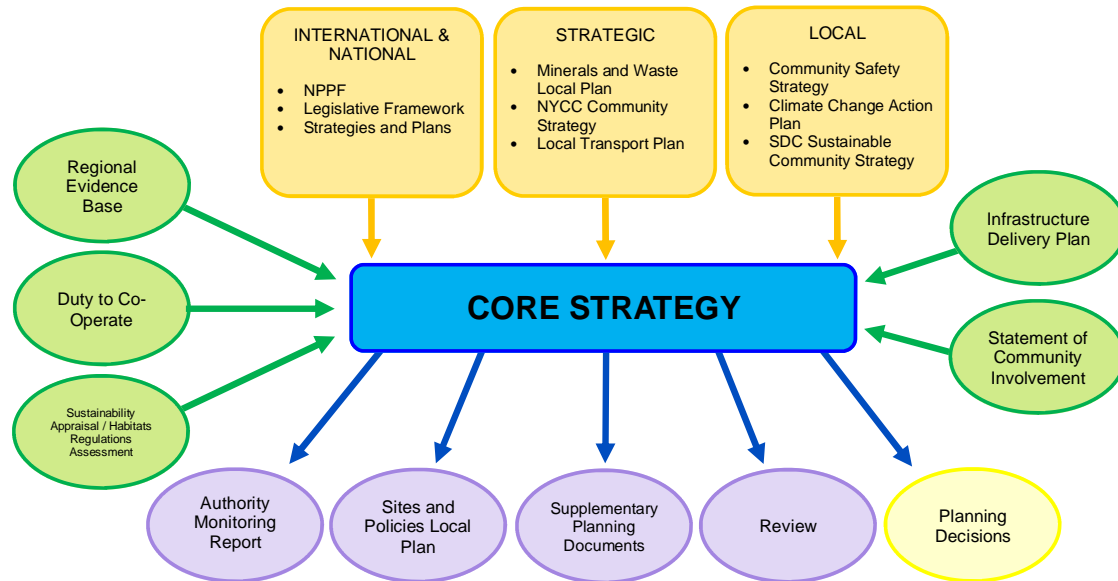 INTERNATIONAL &
NATIONAL
• NPPF
• Legislative Framework
• Strategies and Plans
STRATEGIC
• Minerals and Waste
Local Plan
• NYCC Community
Strategy
• Local Transport Plan
LOCAL
• Community Safety
Strategy
• Climate Change Action
Plan
• SDC Sustainable
Community Strategy
Regional
Evidence
Base
Duty to Co-
Operate
Sustainability
Appraisal / Habitats
Regulations
Assessment
CORE STRATEGY
Infrastructure
Delivery Plan
Statement of
Community
Involvement
Authority
Monitoring
Report
Sites and
Policies Local
Plan
Supplementary
Planning
Documents
Review
Planning
Decisions